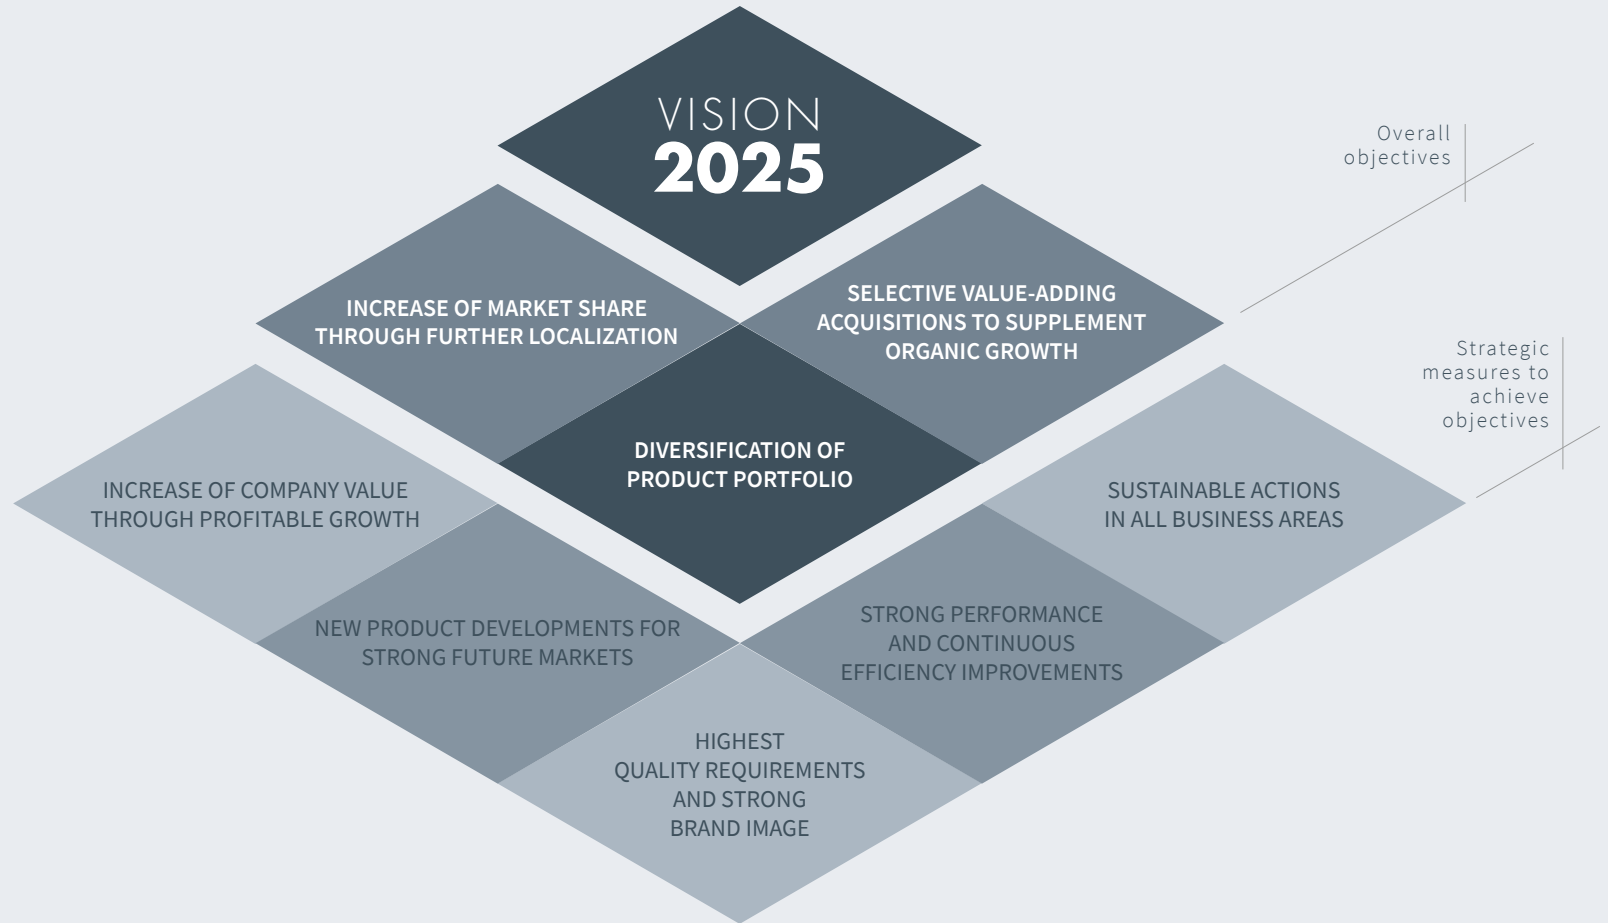 VISION
2025
Overall
objectives
INCREASE OF MARKET SHARE
THROUGH FURTHER LOCALIZATION
SELECTIVE VALUE-ADDING
ACQUISITIONS TO SUPPLEMENT
ORGANIC GROWTH
DIVERSIFICATION OF
PRODUCT PORTFOLIO
Strategic
measures to
achieve
objectives
INCREASE OF COMPANY VALUE
THROUGH PROFITABLE GROWTH
NEW PRODUCT DEVELOPMENTS FOR
STRONG FUTURE MARKETS
HIGHEST
QUALITY REQUIREMENTS
AND STRONG
BRAND IMAGE
STRONG PERFORMANCE
AND CONTINUOUS
EFFICIENCY IMPROVEMENTS
SUSTAINABLE ACTIONS
IN ALL BUSINESS AREAS